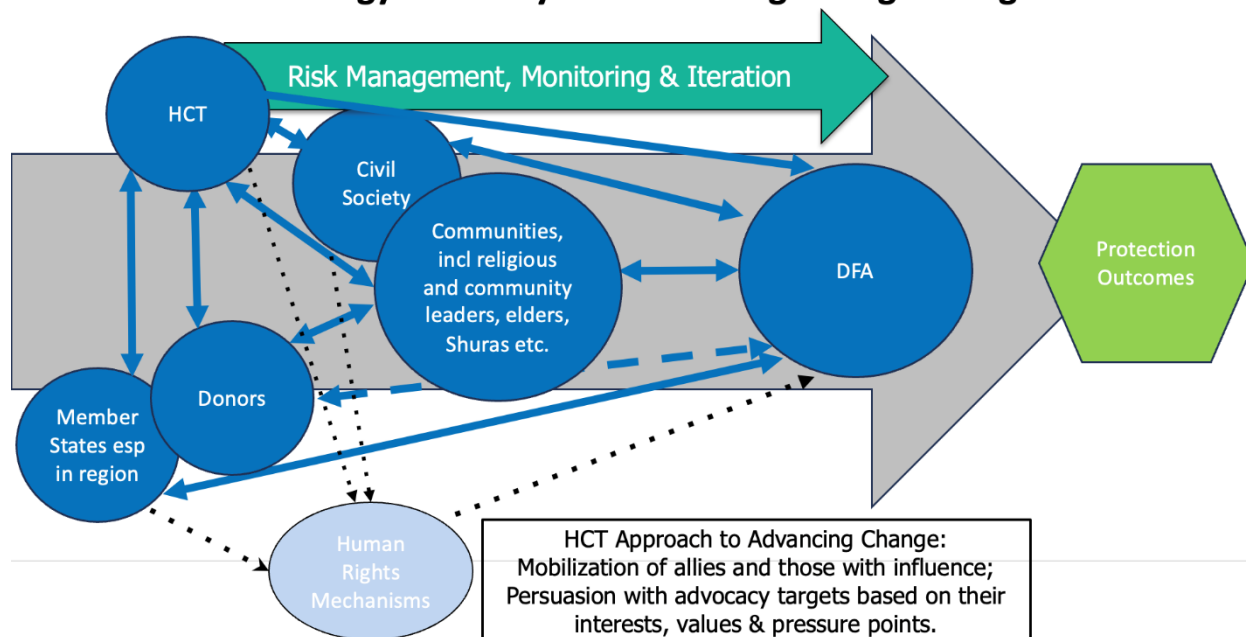 Risk Management, Monitoring & Iteration
HCT
Civil
Society
Communities,
incl religious
and community
leaders, elders,
Shuras etc.
DFA
Protection
Outcomes
Donors
Member
States esp
in region
Human
Rights
Mechanisms
HCT Approach to Advancing Change:
Mobilization of allies and those with influence;
Persuasion with advocacy targets based on their
interests, values & pressure points.